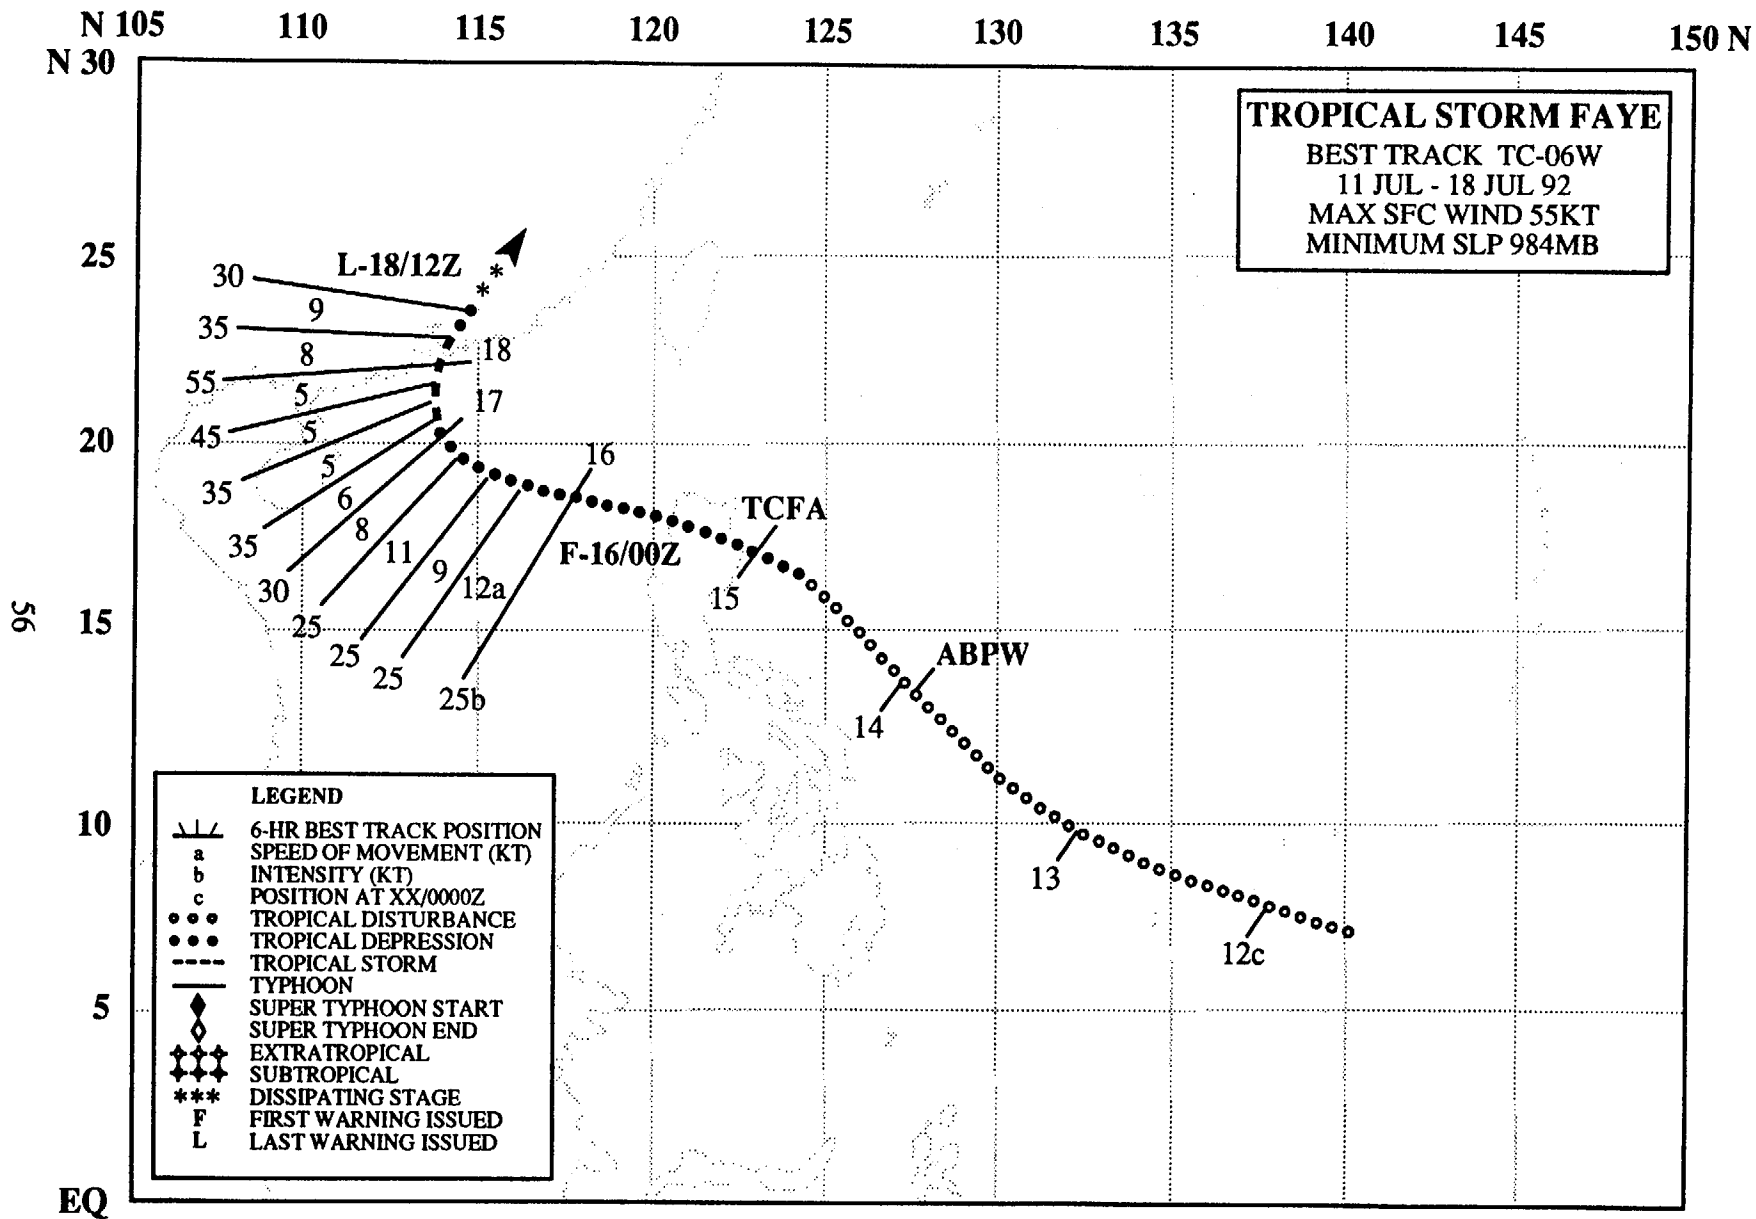 N 105 110 115 120 125 130 135 140 145 150 N
N 30
TROPICAL STORM FAYE
BEST TRACK TC-06W
11 JUL - 18 JUL 92
MAX SFC WIND 55KT
MINIMUM SLP 984MB
25
L-18/12Z
*
*
30
9
35
8
18
55
5
17
45
5
20
16
5
35
6
TCFA
8
35
11
F-16/00Z
9
12a
30
15
25
15
25
25
25b
ABPW
14
56
10
13
12c
5
EQ
LEGEND
6-HR BEST TRACK POSITION
a SPEED OF MOVEMENT (KT)
b INTENSITY (KT)
c POSITION AT XX/0000Z
TROPICAL DISTURBANCE
TROPICAL DEPRESSION
TROPICAL STORM
TYPHOON
SUPER TYPHOON START
SUPER TYPHOON END
EXTRATROPICAL
SUBTROPICAL
*** DISSIPATING STAGE
F FIRST WARNING ISSUED
L LAST WARNING ISSUED